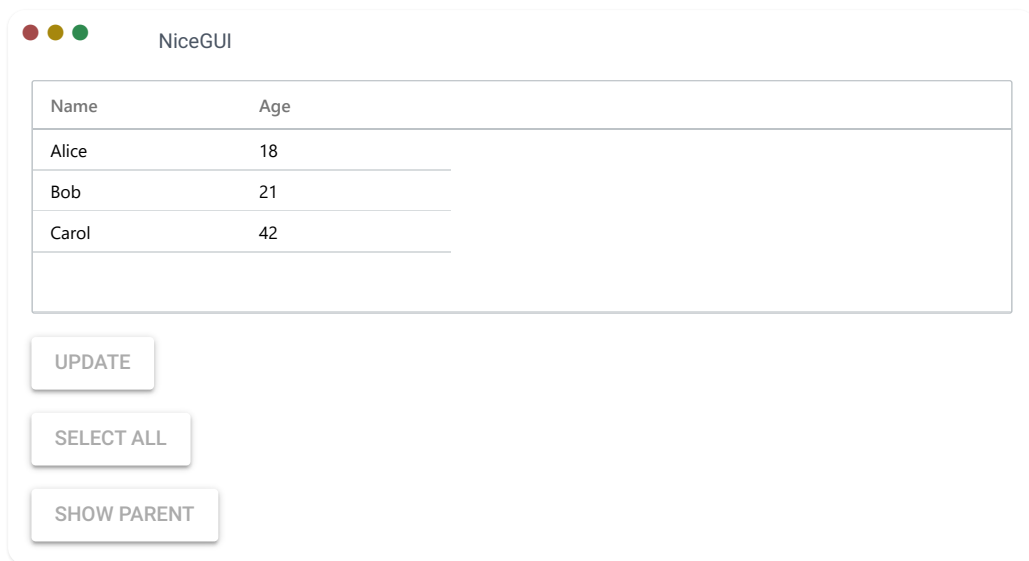 NiceGUI
Name Age
Alice 18
Bob 21
Carol 42
UPDATE
SELECT ALL
SHOW PARENT